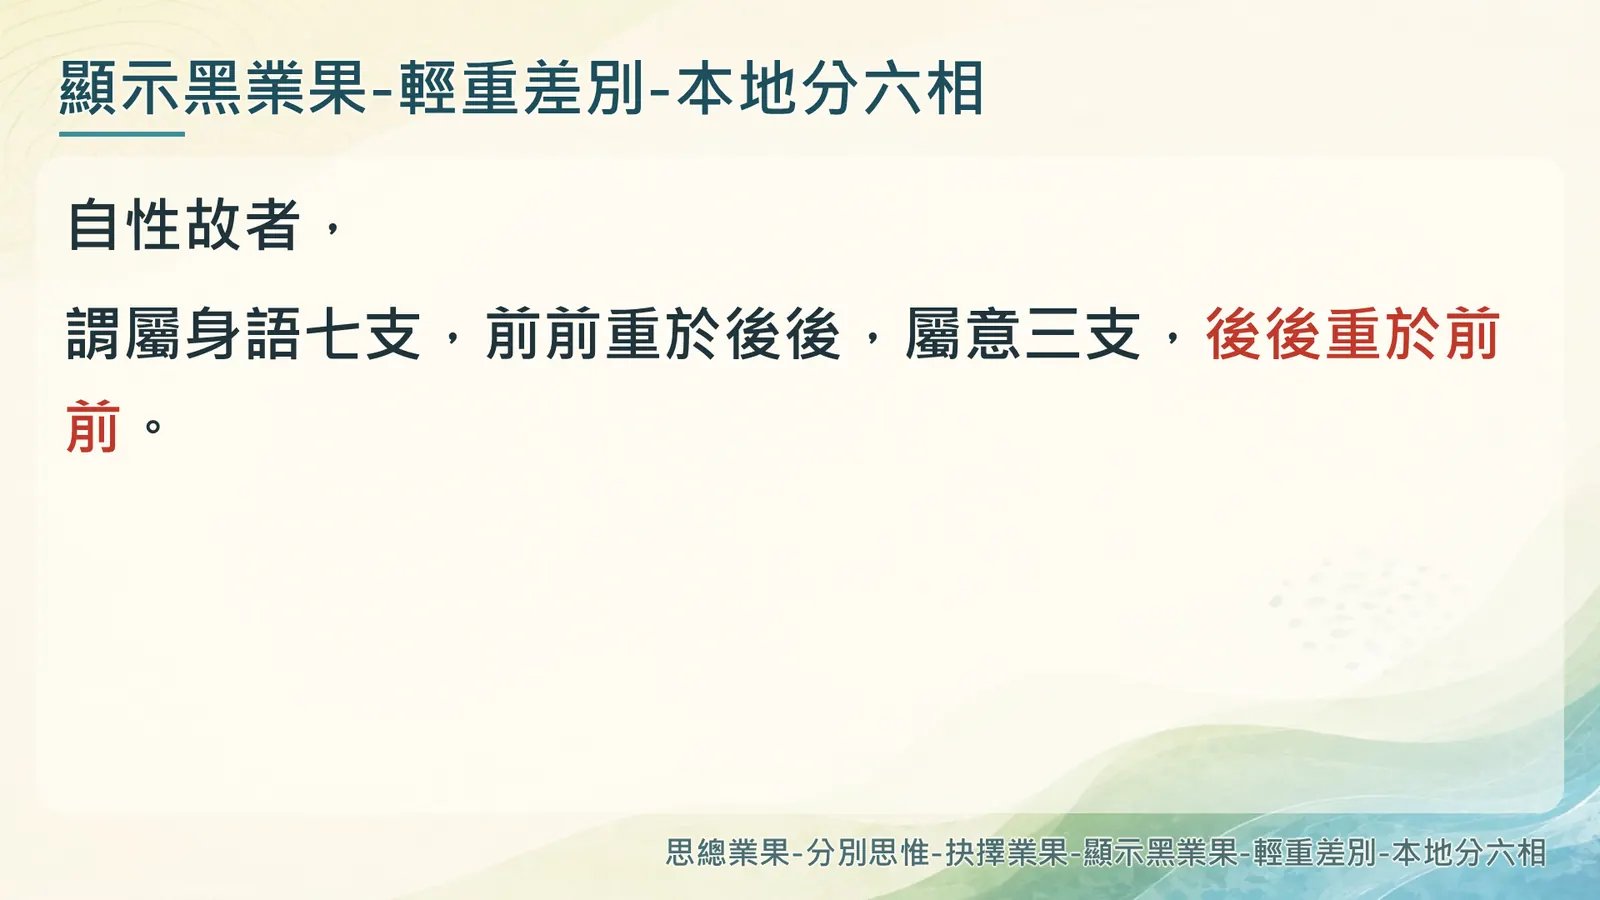 顯示黑業果-輕重差別-本地分六相
自性故者，
謂屬身語七支，前前重於後後，屬意三支，後後重於前
前。
思總業果-分別思惟-抉擇業果-顯示黑業果-輕重差別-本地分六相